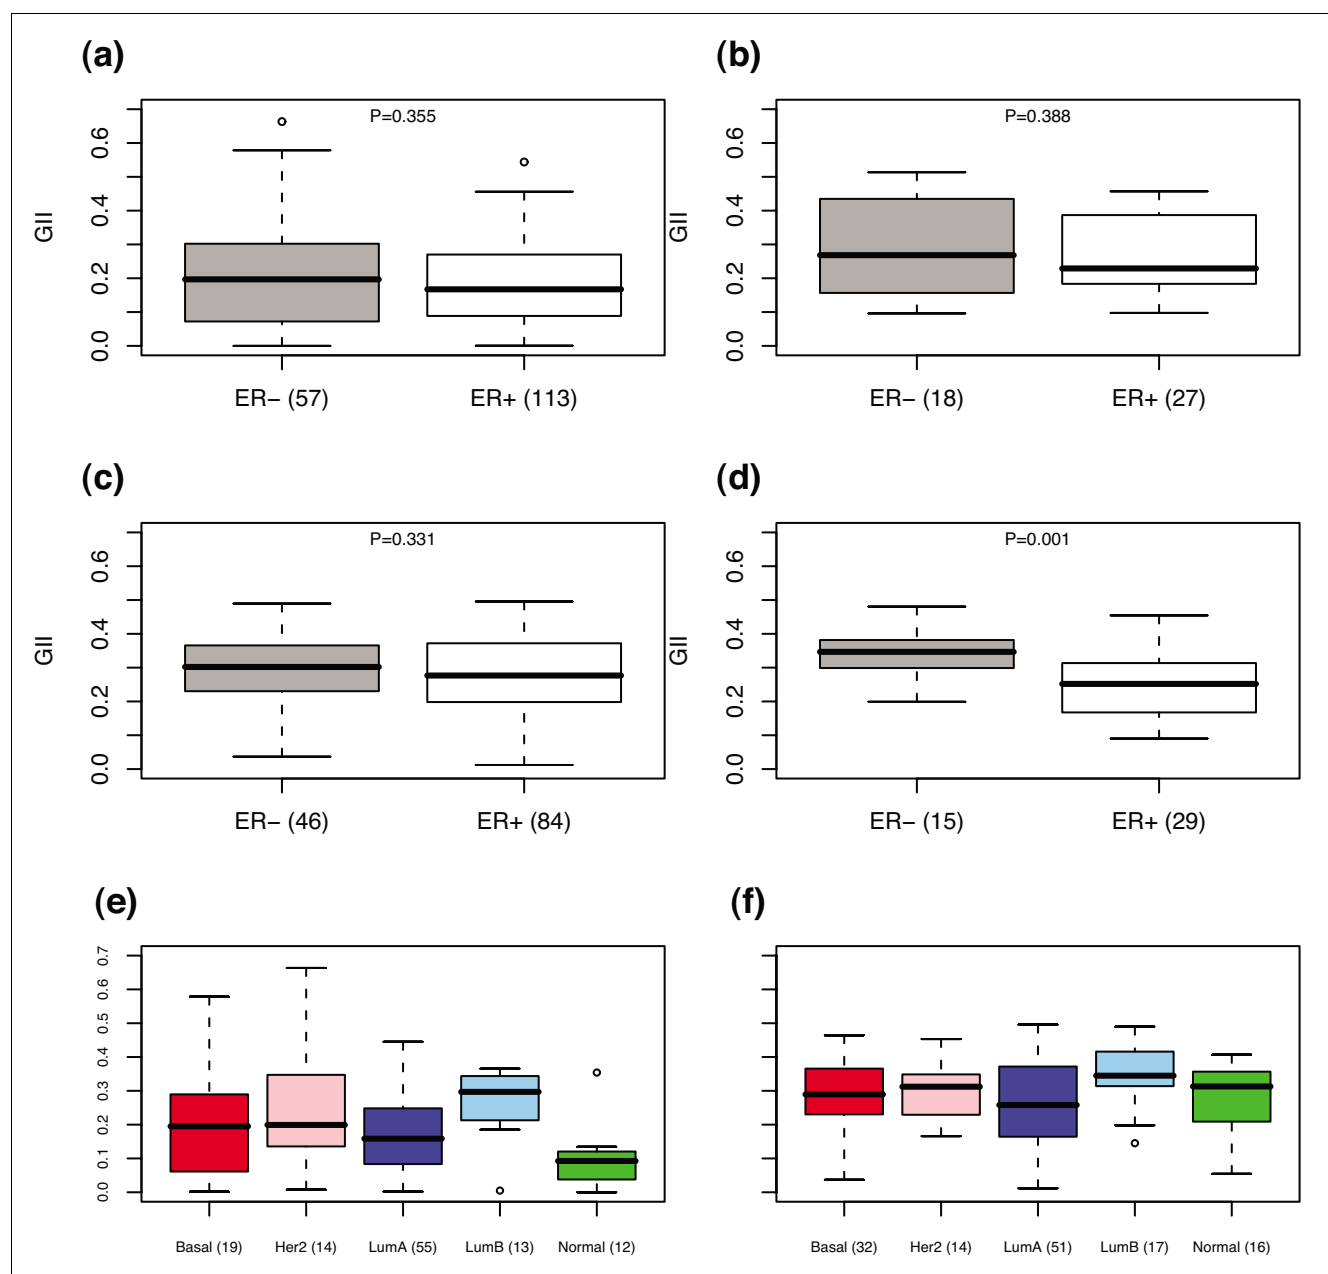 (a)
P=0.355
GII
0.0 0.2 0.4 0.6
ER− (57) ER+ (113)
(b)
P=0.388
GII
0.0 0.2 0.4 0.6
ER− (18) ER+ (27)
(c)
P=0.331
GII
0.0 0.2 0.4 0.6
ER− (46) ER+ (84)
(d)
P=0.001
GII
0.0 0.2 0.4 0.6
ER− (15) ER+ (29)
(e)
0.0 0.1 0.2 0.3 0.4 0.5 0.6 0.7
Basal (19) Her2 (14) LumA (55) LumB (13) Normal (12)
(f)
Basal (32) Her2 (14) LumA (51) LumB (17) Normal (16)